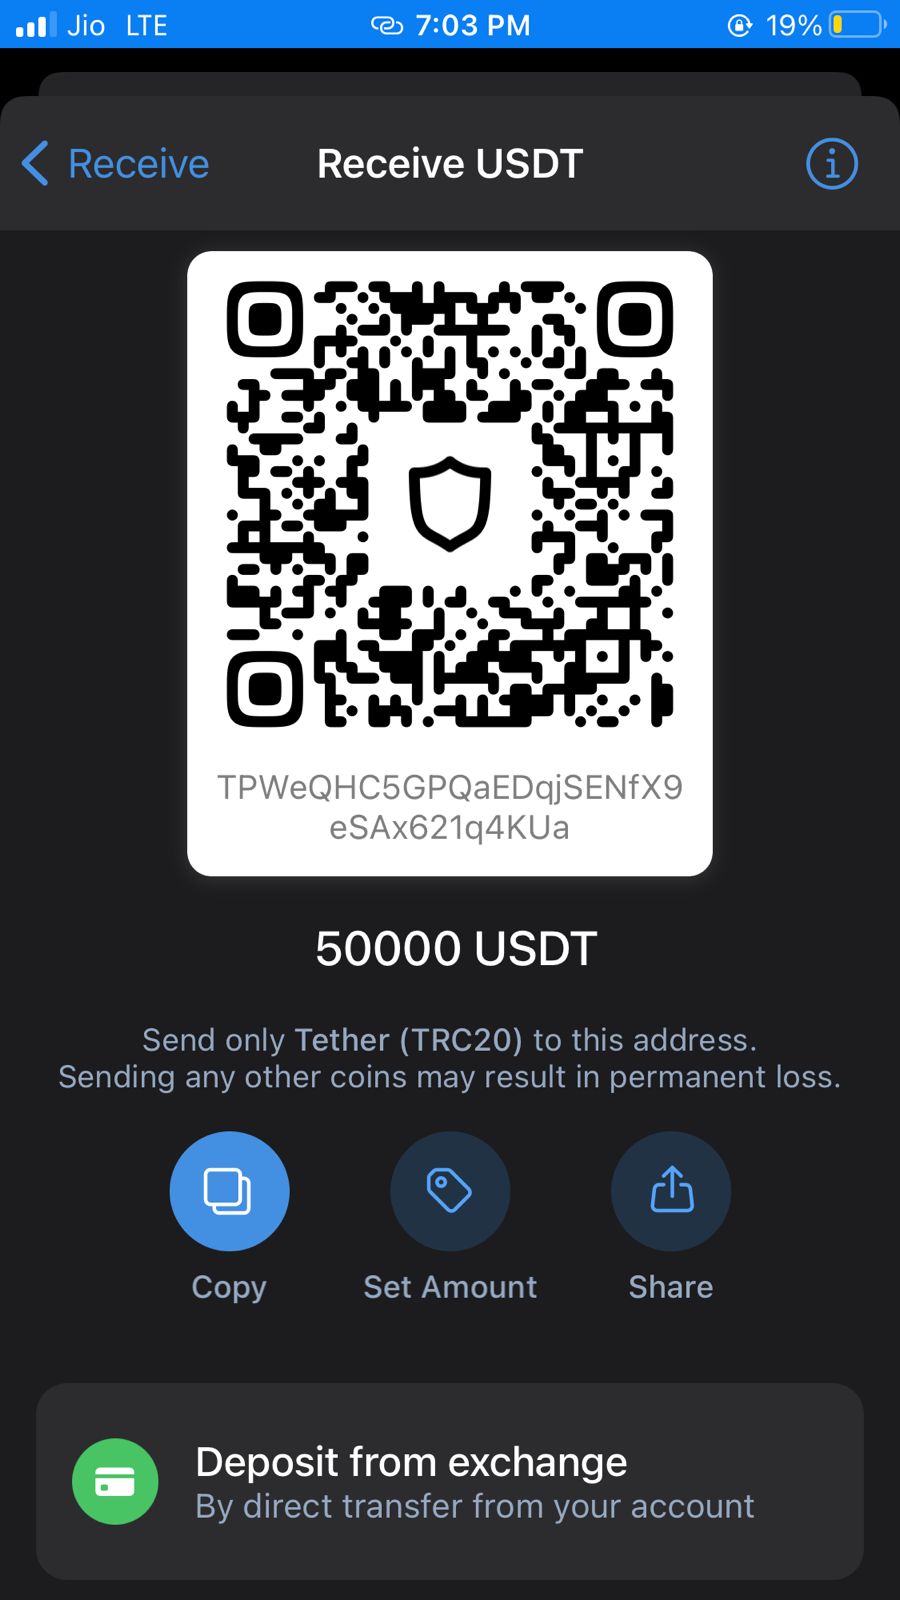 Jio LTE 7:03 PM 19%
Receive Receive USDT
TPWeQHC5GPQaEDqjSENfX9
eSAx621q4KUa
50000 USDT
Send only Tether (TRC20) to this address.
Sending any other coins may result in permanent loss.
Copy Set Amount Share
Deposit from exchange
By direct transfer from your account